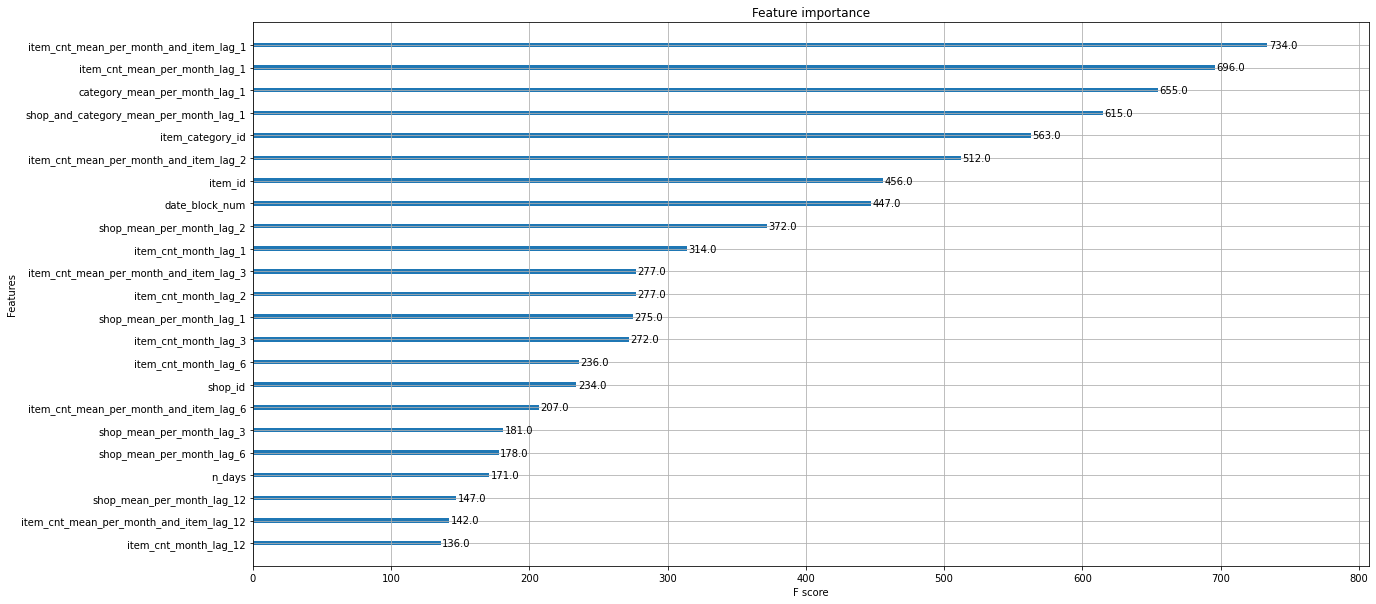 Feature importance
item_cnt_mean_per_month_and_item_lag_1 734.0
item_cnt_mean_per_month_lag_1 696.0
category_mean_per_month_lag_1 655.0
shop_and_category_mean_per_month_lag_1 615.0
item_category_id 563.0
item_cnt_mean_per_month_and_item_lag_2 512.0
item_id 456.0
date_block_num 447.0
shop_mean_per_month_lag_2 372.0
item_cnt_month_lag_1 314.0
item_cnt_mean_per_month_and_item_lag_3 277.0
item_cnt_month_lag_2 277.0
shop_mean_per_month_lag_1 275.0
item_cnt_month_lag_3 272.0
item_cnt_month_lag_6 236.0
shop_id 234.0
item_cnt_mean_per_month_and_item_lag_6 207.0
shop_mean_per_month_lag_3 181.0
shop_mean_per_month_lag_6 178.0
n_days 171.0
shop_mean_per_month_lag_12 147.0
item_cnt_mean_per_month_and_item_lag_12 142.0
item_cnt_month_lag_12 136.0
Features
0 100 200 300 400 500 600 700 800
F score